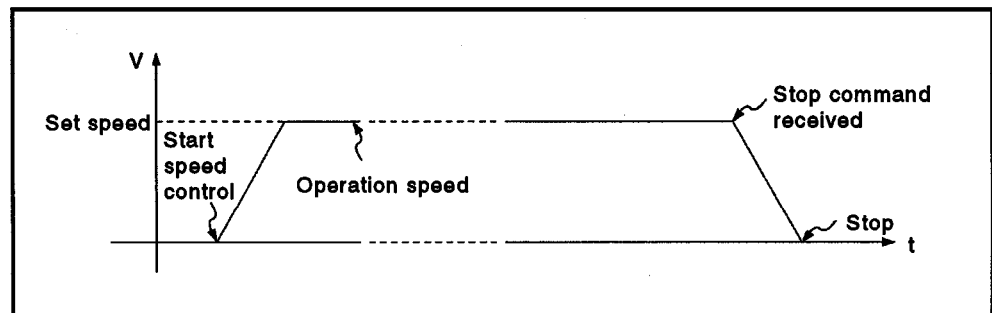 V
Set speed
Start
speed
control
Operation speed
Stop command
received
Stop
t